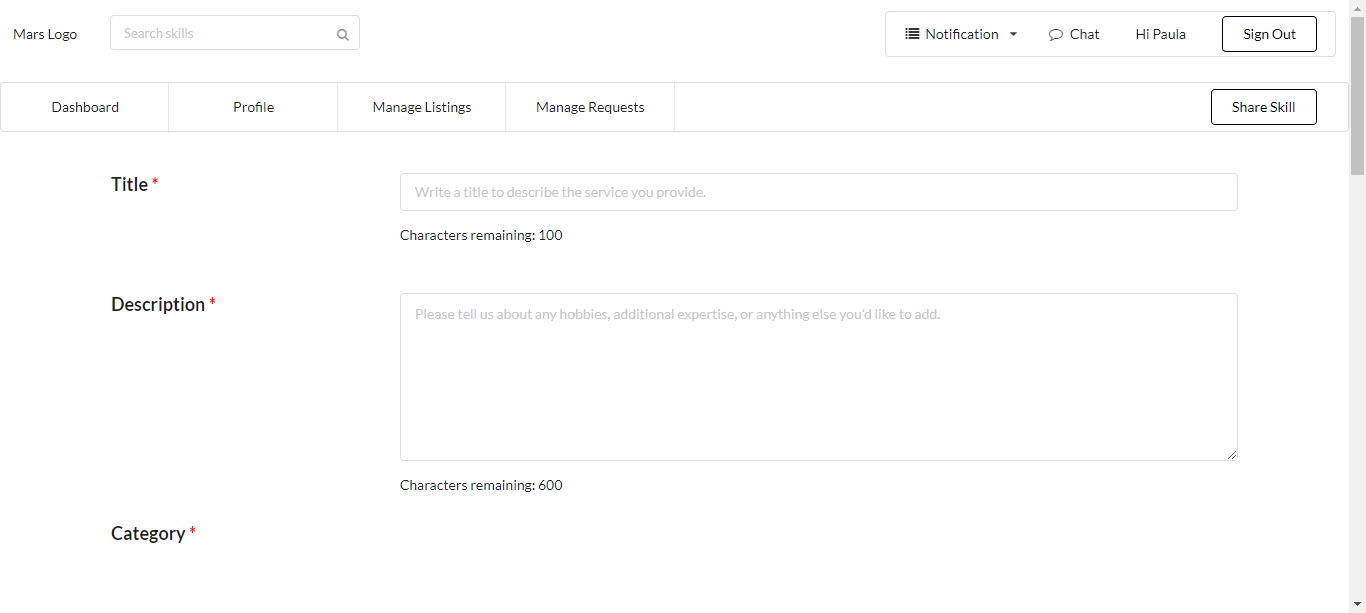 Mars Logo
Search skills
Notification
Chat
Hi Paula
Sign Out
Dashboard
Profile
Manage Listings
Manage Requests
Share Skill
Title *
Write a title to describe the service you provide.
Characters remaining: 100
Description *
Please tell us about any hobbies, additional expertise, or anything else you'd like to add.
Characters remaining: 600
Category *